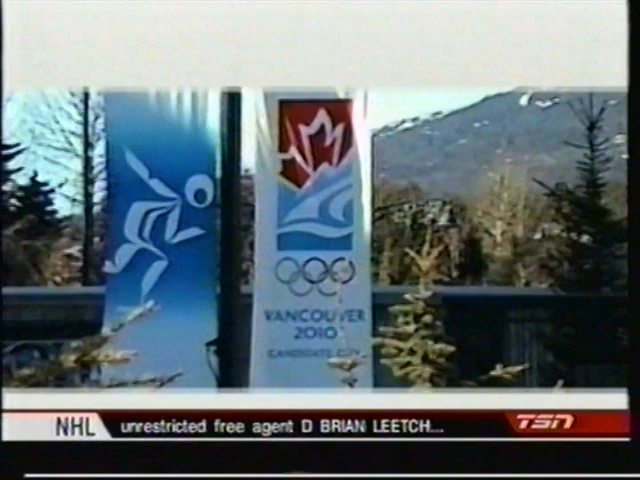 VANCOUVER
2010
CANDIDATE CITY
NHL unrestricted free agent D BRIAN LEETCH... TSN